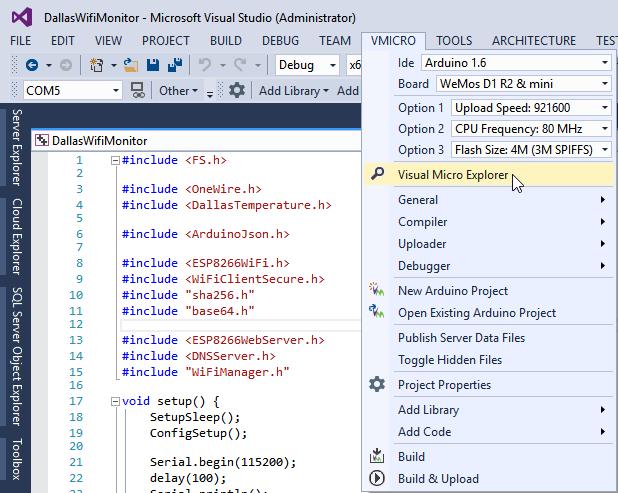 DallasWifiMonitor - Microsoft Visual Studio (Administrator)
FILE EDIT VIEW PROJECT BUILD DEBUG TEAM VMICRO TOOLS ARCHITECTURE TES
Debug x6
COM5 Other Add Library Add
Ide Arduino 1.6
Board WeMos D1 R2 & mini
Option 1 Upload Speed: 921600
Option 2 CPU Frequency: 80 MHz
Option 3 Flash Size: 4M (3M SPIFFS)
Visual Micro Explorer
General
Compiler
Uploader
Debugger
New Arduino Project
Open Existing Arduino Project
Publish Server Data Files
Toggle Hidden Files
Project Properties
Add Library
Add Code
Build
Build & Upload
Server Explorer
Cloud Explorer
SQL Server Object Explorer
Toolbox
DallasWifiMonitor
1 #include <FS.h>
2
3 #include <OneWire.h>
4 #include <DallasTemperature.h>
5
6 #include <ArduinoJson.h>
7
8 #include <ESP8266WiFi.h>
9 #include <WiFiClientSecure.h>
10 #include "sha256.h"
11 #include "base64.h"
12
13 #include <ESP8266WebServer.h>
14 #include <DNSServer.h>
15 #include "WiFiManager.h"
16
17 void setup() {
18 SetupSleep();
19 ConfigSetup();
20
21 Serial.begin(115200);
22 delay(100);
Serial.println();